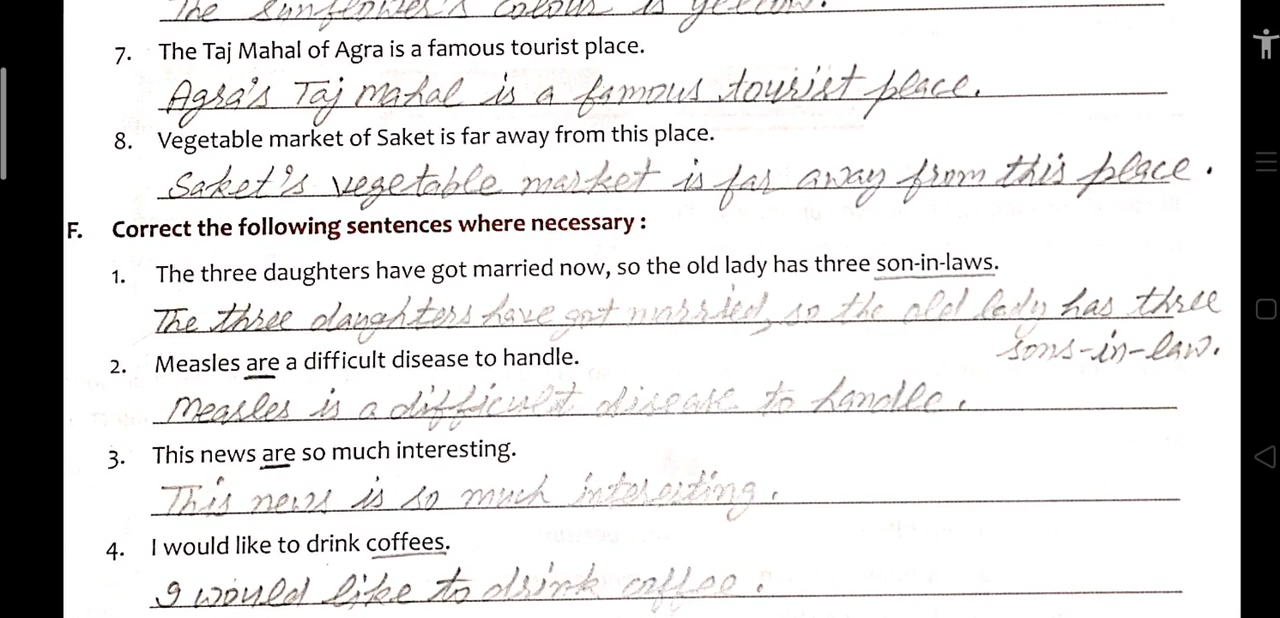 The sunflower's colour is yellow.
7. The Taj Mahal of Agra is a famous tourist place.
Agra's Taj Mahal is a famous tourist place.
8. Vegetable market of Saket is far away from this place.
Saket's vegetable market is far away from this place.
F. Correct the following sentences where necessary :
1. The three daughters have got married now, so the old lady has three son-in-laws.
The three daughters have got married, so the old lady has three
sons-in-law.
2. Measles are a difficult disease to handle.
Measles is a difficult disease to handle.
3. This news are so much interesting.
This news is so much interesting.
4. I would like to drink coffees.
I would like to drink coffee.